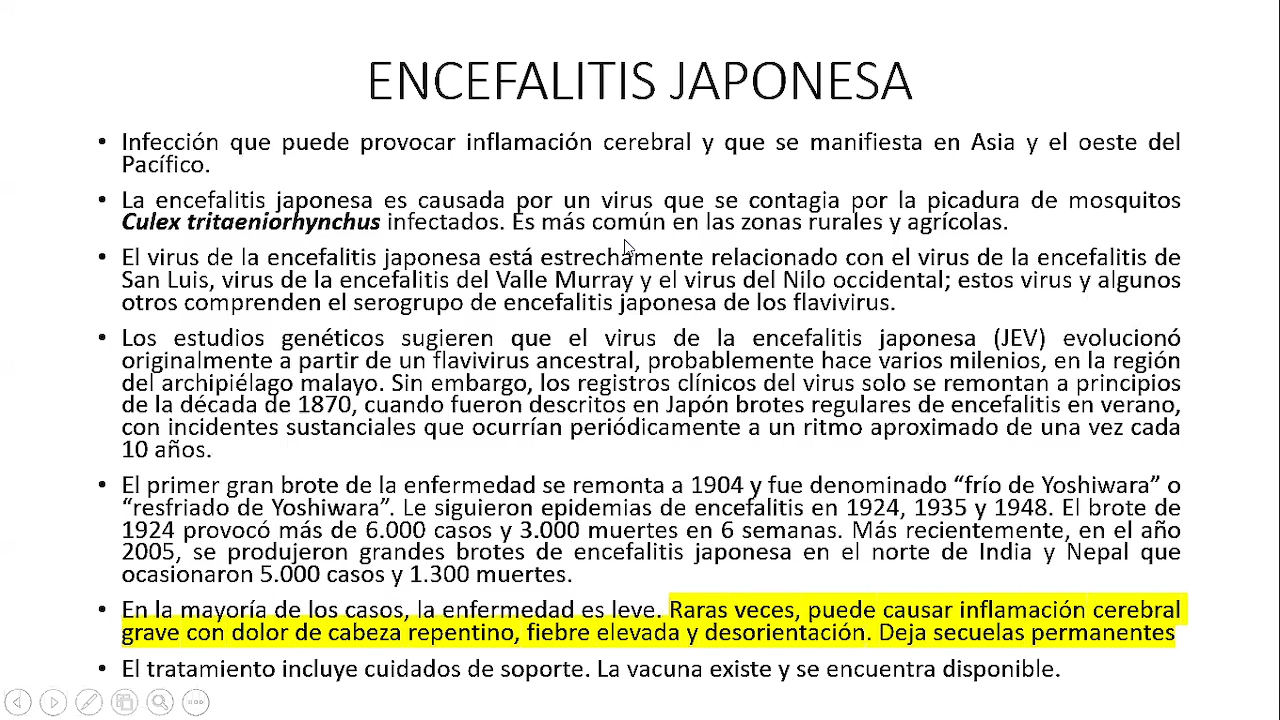 ENCEFALITIS JAPONESA
• Infección que puede provocar inflamación cerebral y que se manifiesta en Asia y el oeste del
Pacífico.
• La encefalitis japonesa es causada por un virus que se contagia por la picadura de mosquitos
Culex tritaeniorhynchus infectados. Es más común en las zonas rurales y agrícolas.
• El virus de la encefalitis japonesa está estrechamente relacionado con el virus de la encefalitis de
San Luis, virus de la encefalitis del Valle Murray y el virus del Nilo occidental; estos virus y algunos
otros comprenden el serogrupo de encefalitis japonesa de los flavivirus.
• Los estudios genéticos sugieren que el virus de la encefalitis japonesa (JEV) evolucionó
originalmente a partir de un flavivirus ancestral, probablemente hace varios milenios, en la región
del archipiélago malayo. Sin embargo, los registros clínicos del virus solo se remontan a principios
de la década de 1870, cuando fueron descritos en Japón brotes regulares de encefalitis en verano,
con incidentes sustanciales que ocurrían periódicamente a un ritmo aproximado de una vez cada
10 años.
• El primer gran brote de la enfermedad se remonta a 1904 y fue denominado “frío de Yoshiwara” o
“resfriado de Yoshiwara”. Le siguieron epidemias de encefalitis en 1924, 1935 y 1948. El brote de
1924 provocó más de 6.000 casos y 3.000 muertes en 6 semanas. Más recientemente, en el año
2005, se produjeron grandes brotes de encefalitis japonesa en el norte de India y Nepal que
ocasionaron 5.000 casos y 1.300 muertes.
• En la mayoría de los casos, la enfermedad es leve. Raras veces, puede causar inflamación cerebral
grave con dolor de cabeza repentino, fiebre elevada y desorientación. Deja secuelas permanentes
• El tratamiento incluye cuidados de soporte. La vacuna existe y se encuentra disponible.